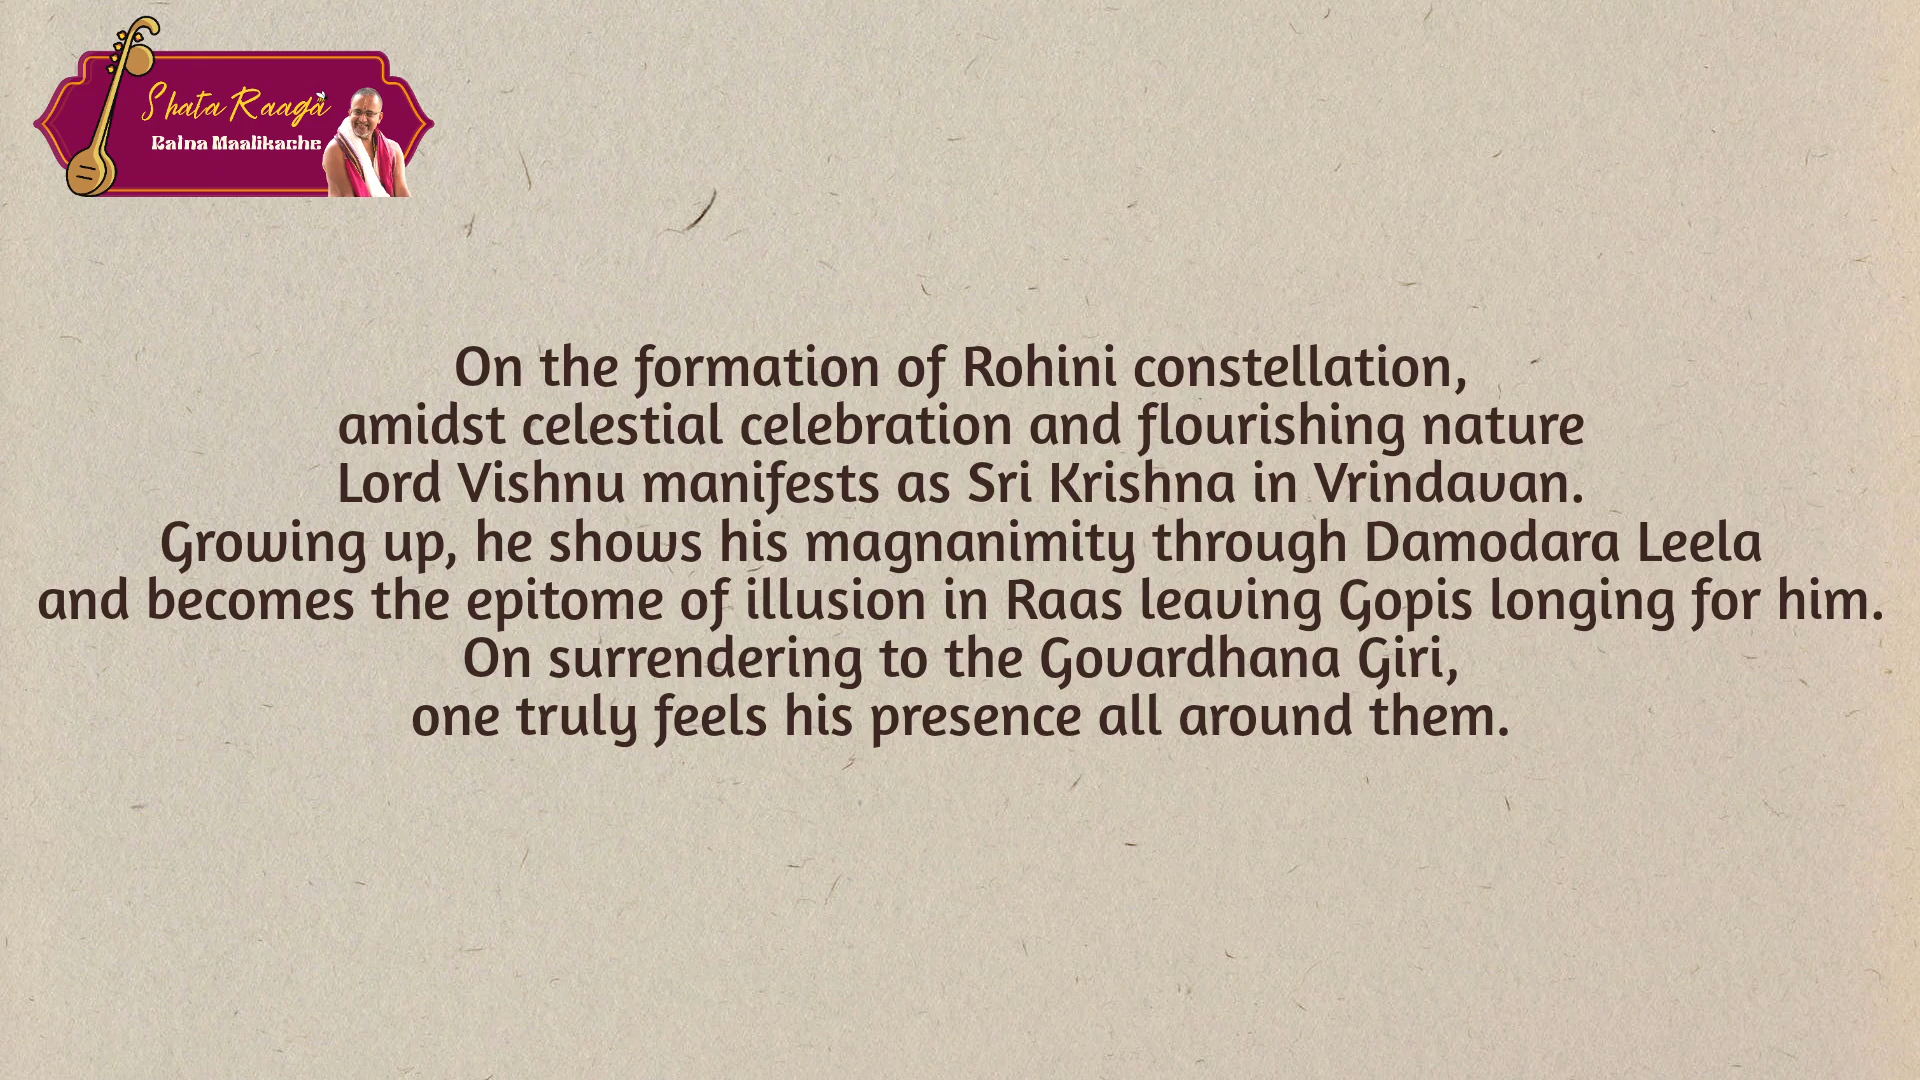 Shata Raaga
Ratna Maalikache
On the formation of Rohini constellation,
amidst celestial celebration and flourishing nature
Lord Vishnu manifests as Sri Krishna in Vrindavan.
Growing up, he shows his magnanimity through Damodara Leela
and becomes the epitome of illusion in Raas leaving Gopis longing for him.
On surrendering to the Govardhana Giri,
one truly feels his presence all around them.